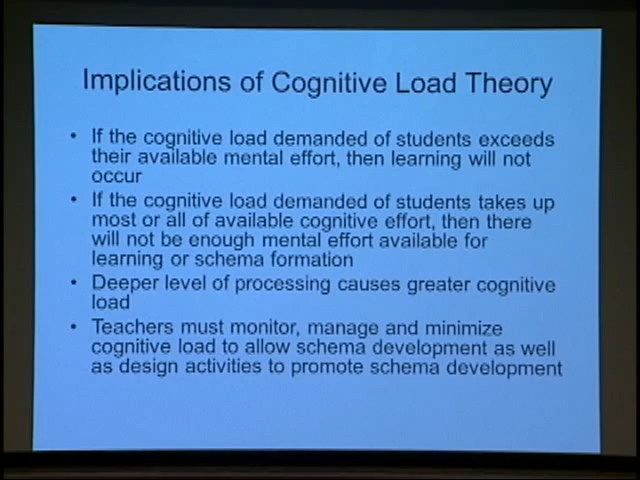 Implications of Cognitive Load Theory
• If the cognitive load demanded of students exceeds
their available mental effort, then learning will not
occur
• If the cognitive load demanded of students takes up
most or all of available cognitive effort, then there
will not be enough mental effort available for
learning or schema formation
• Deeper level of processing causes greater cognitive
load
• Teachers must monitor, manage and minimize
cognitive load to allow schema development as well
as design activities to promote schema development